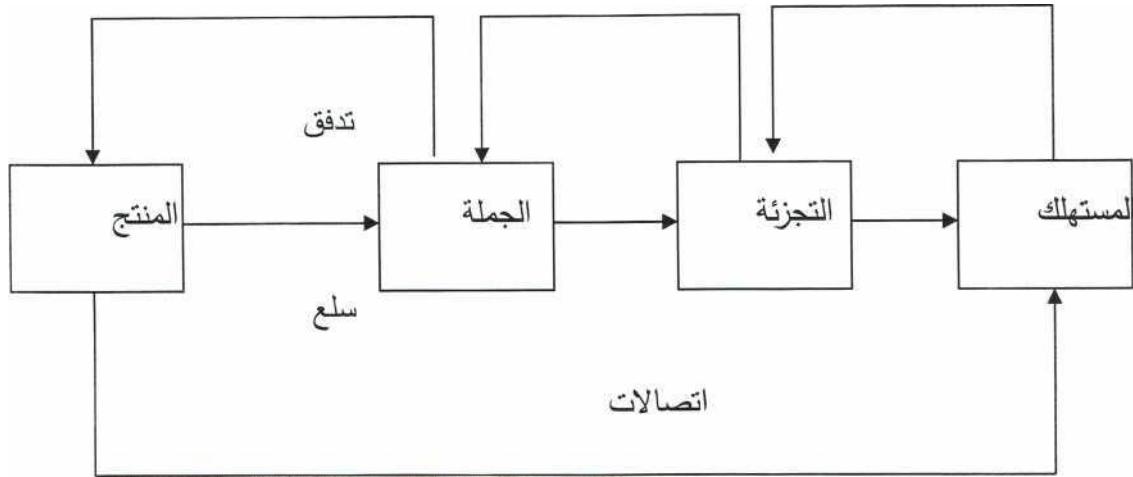 تدفق
المنتج
الجملة
التجزئة
لمستهلك
سلع
اتصالات